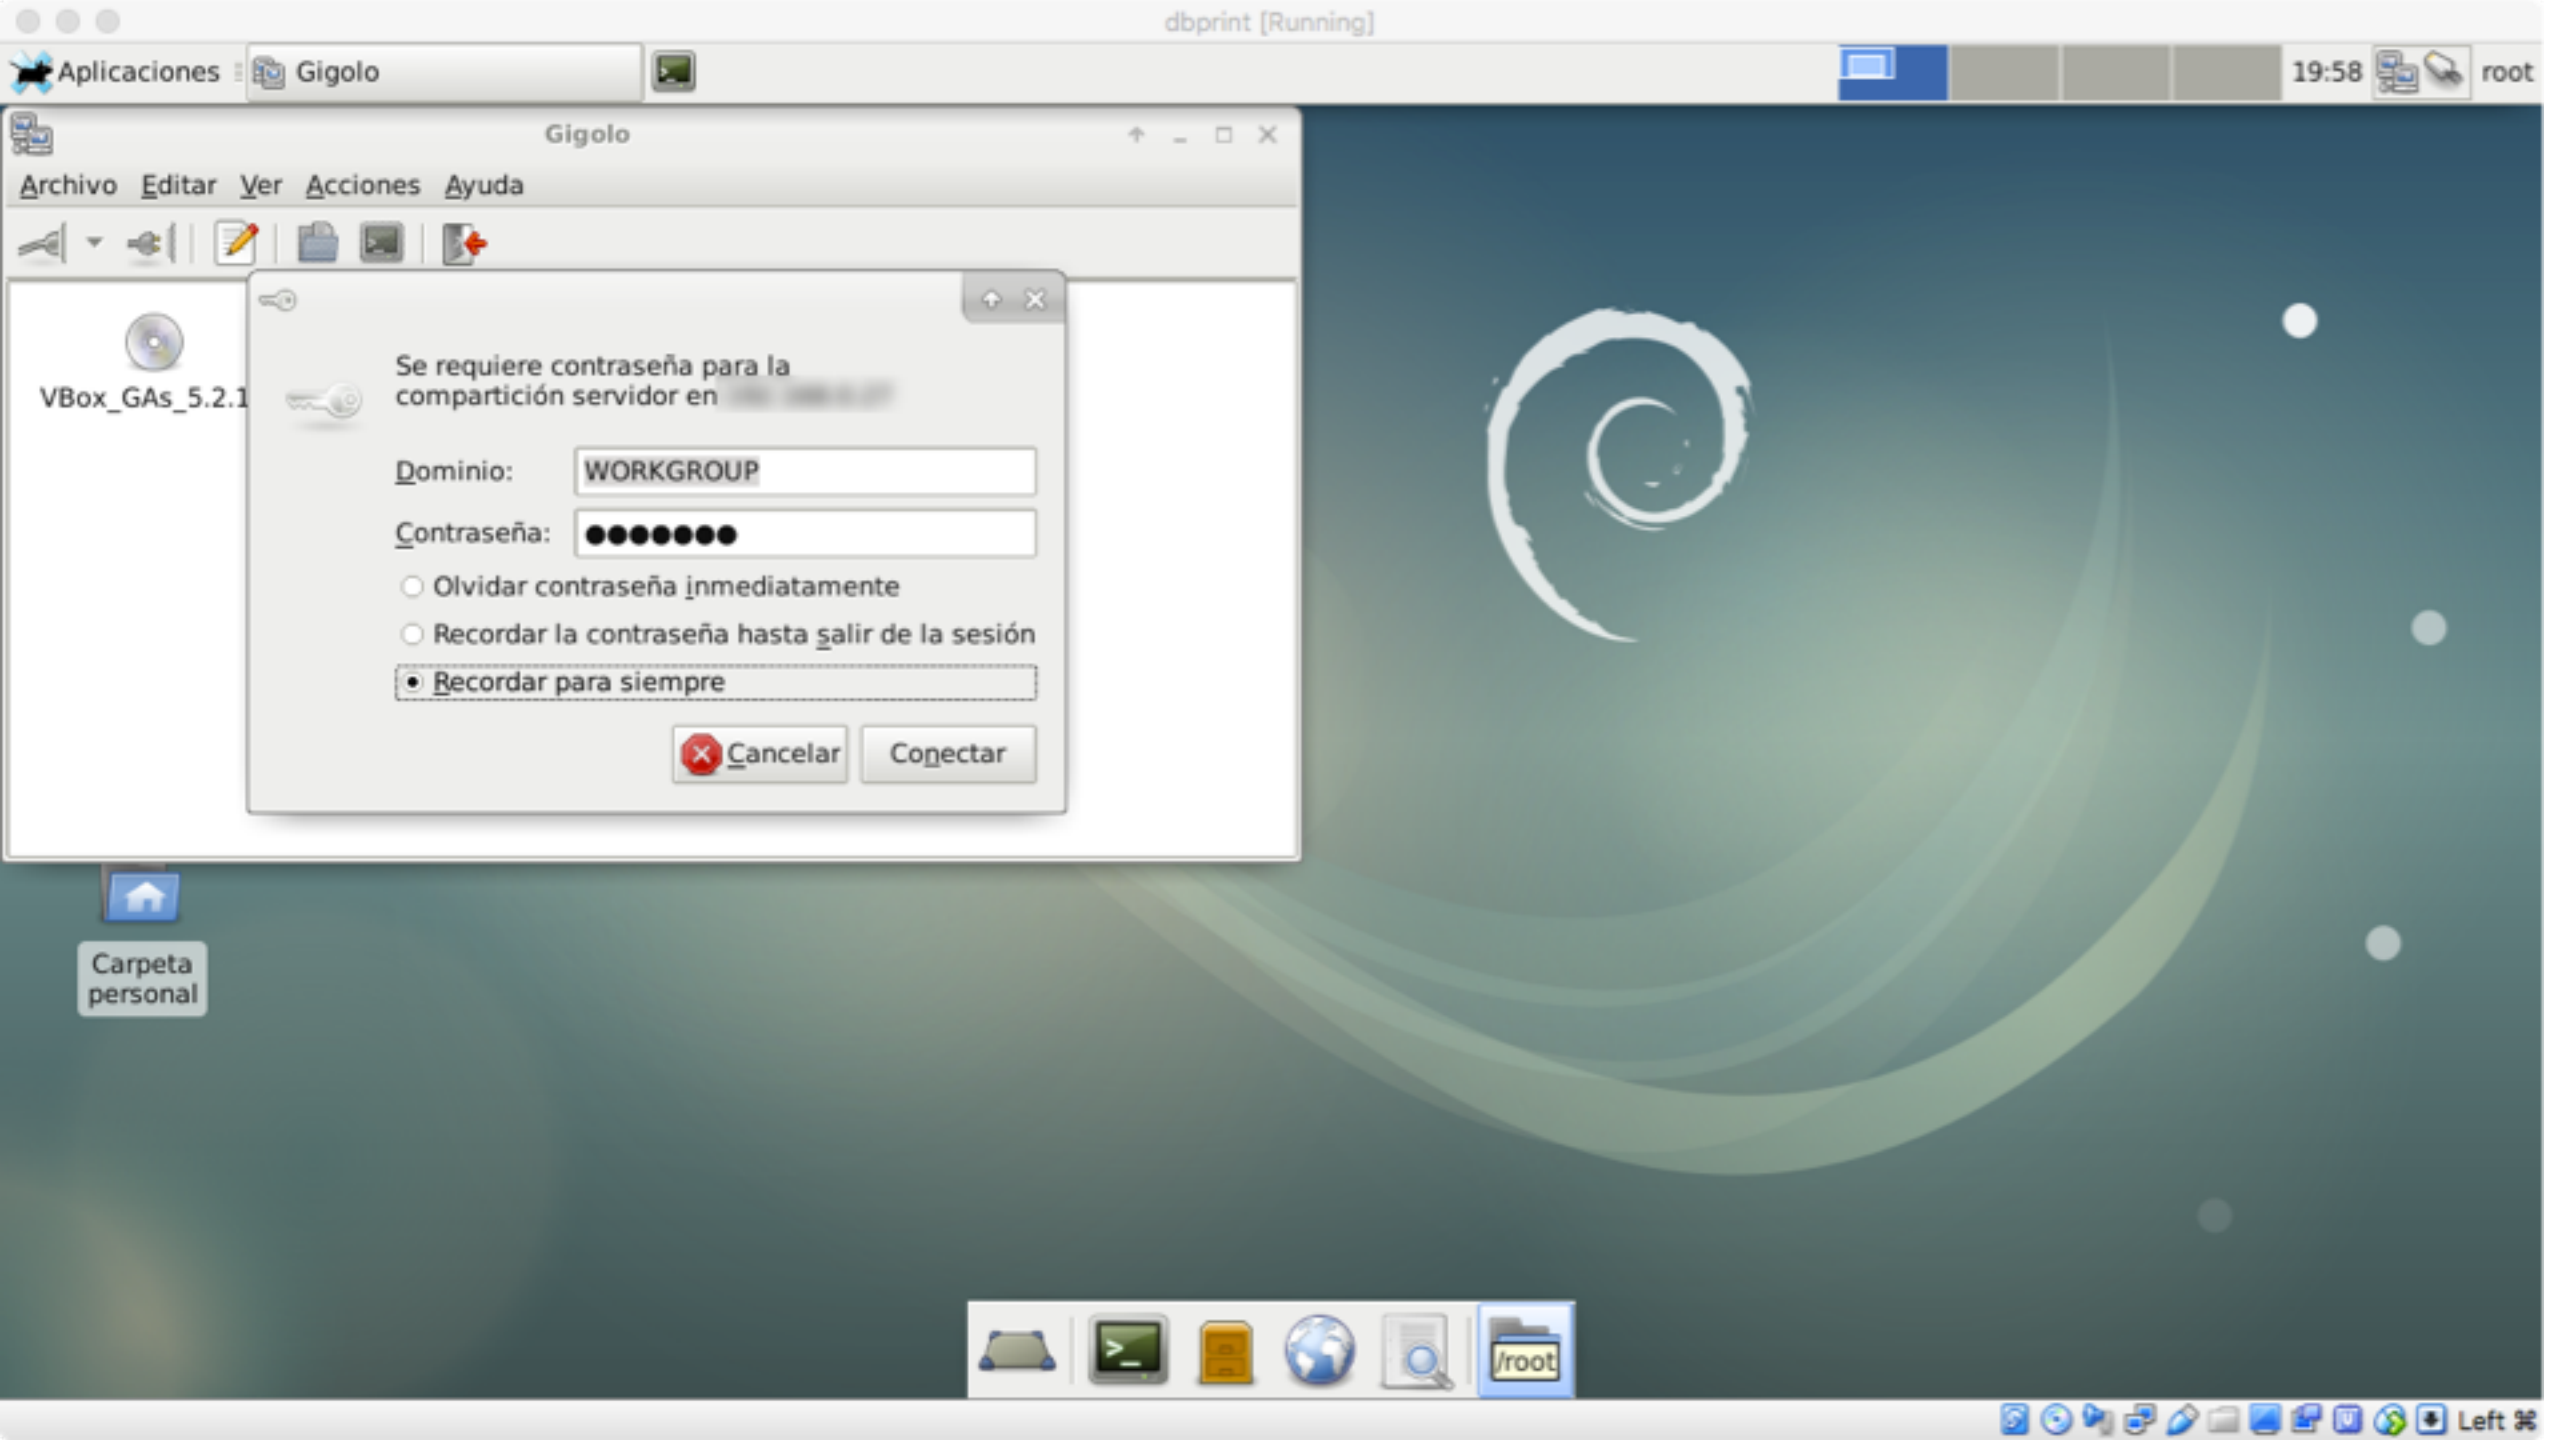 dbprint [Running]
Aplicaciones
Gigolo
19:58
root
Gigolo
Archivo Editar Ver Acciones Ayuda
VBox_GAs_5.2.1
Se requiere contraseña para la
compartición servidor en
Dominio: WORKGROUP
Contraseña: ●●●●●●●
Olvidar contraseña inmediatamente
Recordar la contraseña hasta salir de la sesión
Recordar para siempre
Cancelar Conectar
Carpeta
personal
/root
Left ⌘